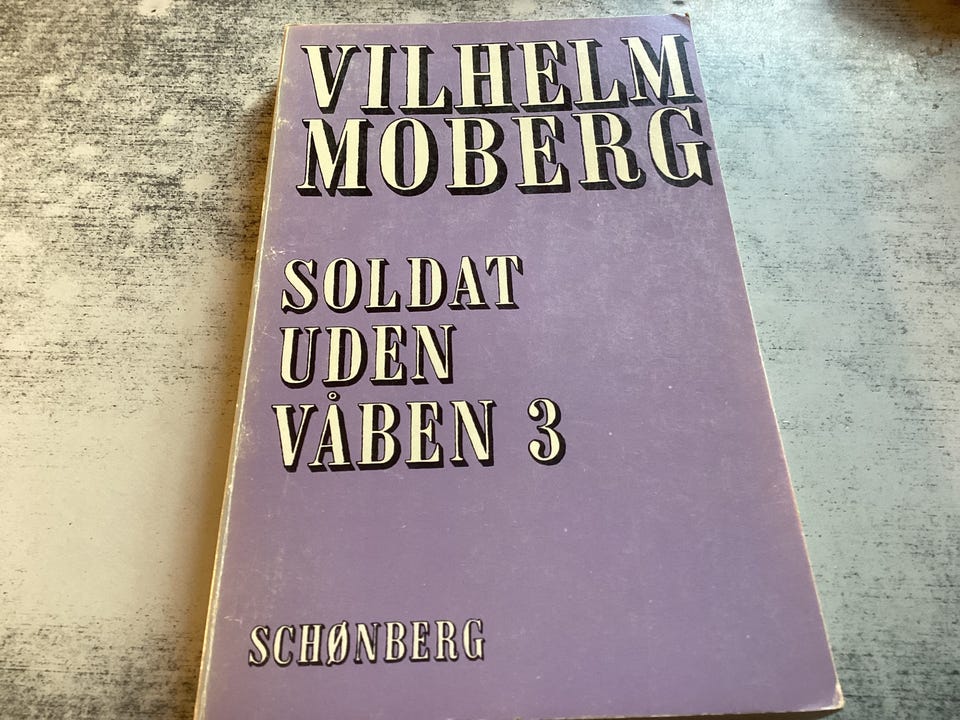 VILHELM
MOBERG
SOLDAT
UDEN
VÅBEN 3
SCHØNBERG